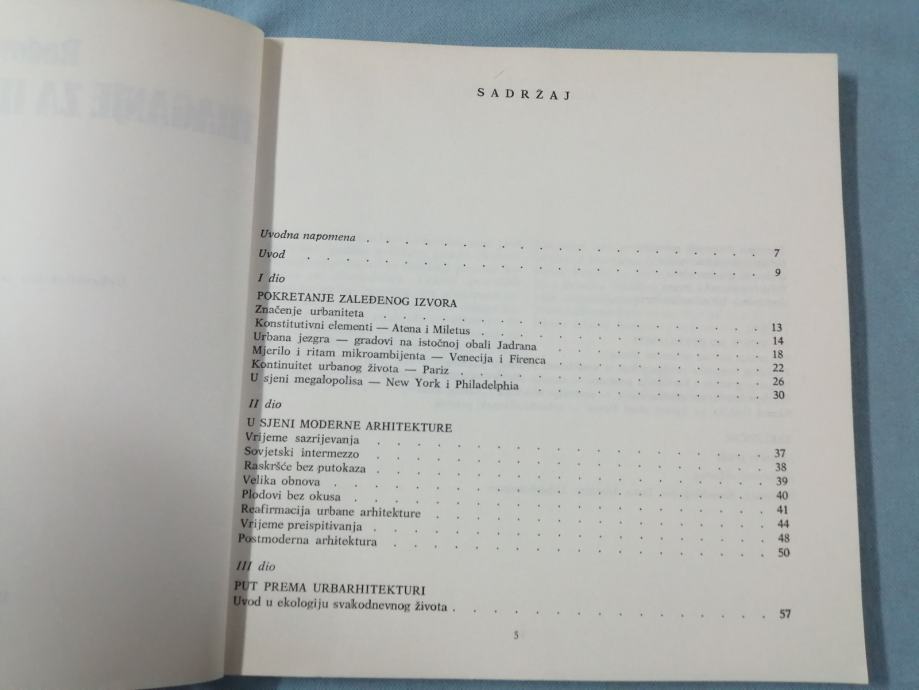 SADRŽAJ
Uvodna napomena . . . . . . . . . . . . . . . . . . 7
Uvod . . . . . . . . . . . . . . . . . . . . 9
I dio
POKRETANJE ZALEĐENOG IZVORA
Značenje urbaniteta . . . . . . . . . . . . . . . . . . 13
Konstitutivni elementi — Atena i Miletus . . . . . . . . . . . . . 14
Urbana jezgra — gradovi na istočnoj obali Jadrana . . . . . . . . . . 18
Mjerilo i ritam mikroambijenta — Venecija i Firenca . . . . . . . . . . 22
Kontinuitet urbanog života — Pariz . . . . . . . . . . . . . . 26
U sjeni megalopolisa — New York i Philadelphia . . . . . . . . . . . 30
II dio
U SJENI MODERNE ARHITEKTURE
Vrijeme sazrijevanja . . . . . . . . . . . . . . . . . . 37
Sovjetski intermezzo . . . . . . . . . . . . . . . . . . 38
Raskršće bez putokaza . . . . . . . . . . . . . . . . . . 39
Velika obnova . . . . . . . . . . . . . . . . . . . . 40
Plodovi bez okusa . . . . . . . . . . . . . . . . . . . 41
Reafirmacija urbane arhitekture . . . . . . . . . . . . . . . 44
Vrijeme preispitivanja . . . . . . . . . . . . . . . . . . 48
Postmoderna arhitektura . . . . . . . . . . . . . . . . . 50
III dio
PUT PREMA URBARHITEKTURI
Uvod u ekologiju svakodnevnog života . . . . . . . . . . . . . . 57
5